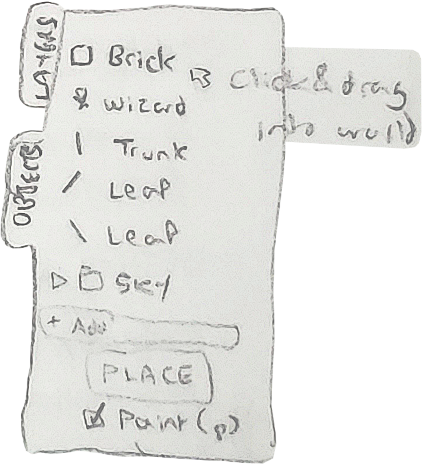 LAYERS
OBJECTS
Brick
Wizard
Trunk
Leaf
Leaf
Sky
+ Add
PLACE
Paint (p)
Click & drag
into world